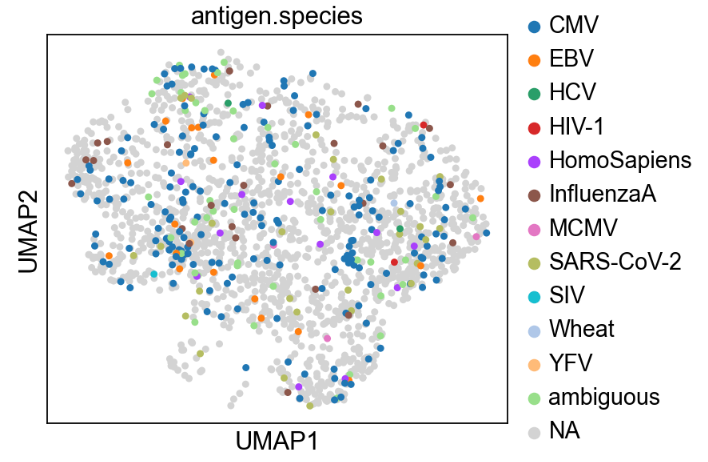 antigen.species
UMAP2
UMAP1
CMV
EBV
HCV
HIV-1
HomoSapiens
InfluenzaA
MCMV
SARS-CoV-2
SIV
Wheat
YFV
ambiguous
NA